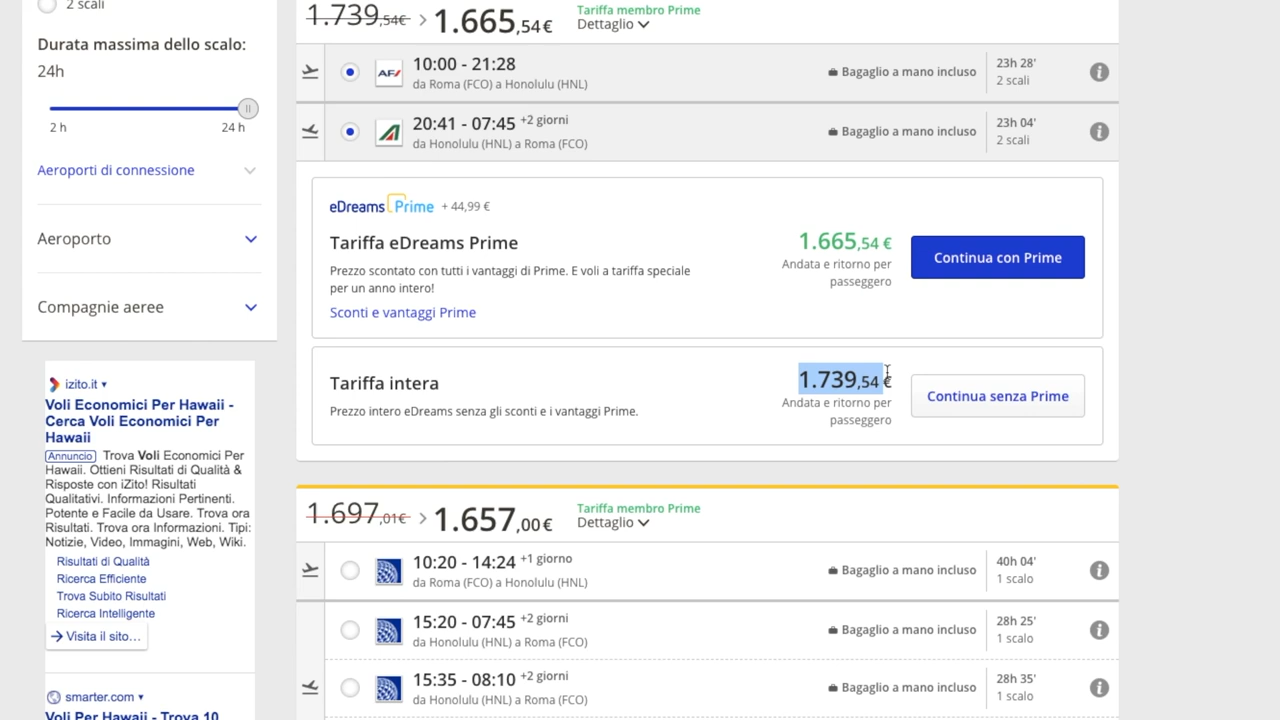 2 scali
Durata massima dello scalo:
24h
2 h
24 h
Aeroporti di connessione
Aeroporto
Compagnie aeree
izito.it
Voli Economici Per Hawaii -
Cerca Voli Economici Per
Hawaii
Annuncio Trova Voli Economici Per
Hawaii. Ottieni Risultati di Qualità &
Risposte con iZito! Risultati
Qualitativi. Informazioni Pertinenti.
Potente e Facile da Usare. Trova ora
Risultati. Trova ora Informazioni. Tipi:
Notizie, Video, Immagini, Web, Wiki.
Risultati di Qualità
Ricerca Efficiente
Trova Subito Risultati
Ricerca Intelligente
Visita il sito...
smarter.com
Voli Per Hawaii - Trova 10
1.739,54€ > 1.665,54€
Tariffa membro Prime
Dettaglio
AF
10:00 - 21:28
da Roma (FCO) a Honolulu (HNL)
Bagaglio a mano incluso
23h 28'
2 scali
20:41 - 07:45 +2 giorni
da Honolulu (HNL) a Roma (FCO)
Bagaglio a mano incluso
23h 04'
2 scali
eDreams Prime + 44,99 €
Tariffa eDreams Prime
Prezzo scontato con tutti i vantaggi di Prime. E voli a tariffa speciale
per un anno intero!
Sconti e vantaggi Prime
1.665,54 €
Andata e ritorno per
passeggero
Continua con Prime
Tariffa intera
Prezzo intero eDreams senza gli sconti e i vantaggi Prime.
1.739,54 €
Andata e ritorno per
passeggero
Continua senza Prime
1.697,01€ > 1.657,00€
Tariffa membro Prime
Dettaglio
10:20 - 14:24 +1 giorno
da Roma (FCO) a Honolulu (HNL)
Bagaglio a mano incluso
40h 04'
1 scalo
15:20 - 07:45 +2 giorni
da Honolulu (HNL) a Roma (FCO)
Bagaglio a mano incluso
28h 25'
1 scalo
15:35 - 08:10 +2 giorni
da Honolulu (HNL) a Roma (FCO)
Bagaglio a mano incluso
28h 35'
1 scalo